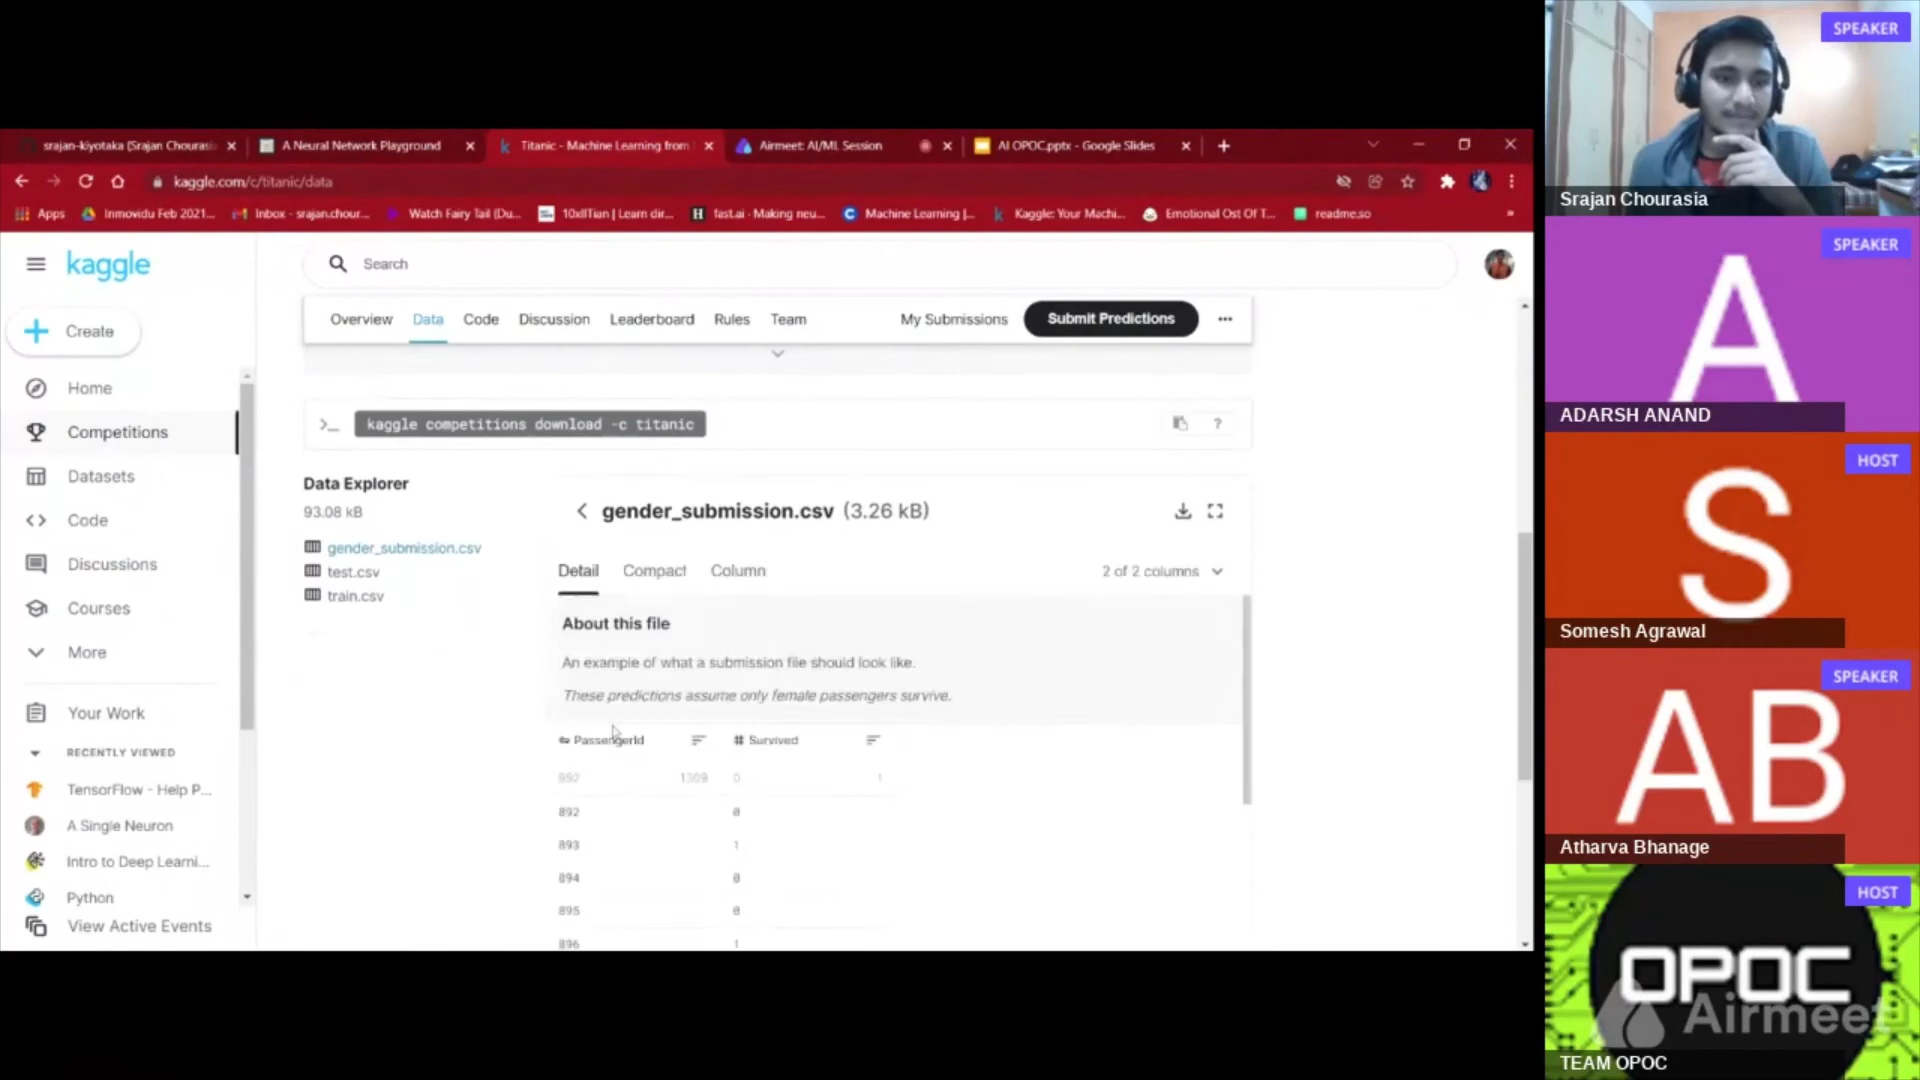 srajan-kiyotaka (Srajan Chouras
A Neural Network Playground
Titanic - Machine Learning from
Airmeet: AI/ML Session
AI OPOC.pptx - Google Slides
kaggle.com/c/titanic/data
Apps
Inmovidu Feb 2021...
Inbox - srajan.chour...
Watch Fairy Tail (Du...
10xIITian | Learn dir...
fast.ai · Making neu...
Machine Learning |...
Kaggle: Your Machi...
Emotional Ost Of T...
readme.so
kaggle
Search
Create
Home
Competitions
Datasets
Code
Discussions
Courses
More
Your Work
RECENTLY VIEWED
TensorFlow - Help P...
A Single Neuron
Intro to Deep Learni...
Python
View Active Events
Overview
Data
Code
Discussion
Leaderboard
Rules
Team
My Submissions
Submit Predictions
>_
kaggle competitions download -c titanic
?
Data Explorer
93.08 kB
gender_submission.csv
test.csv
train.csv
gender_submission.csv (3.26 kB)
Detail
Compact
Column
2 of 2 columns
About this file
An example of what a submission file should look like.
These predictions assume only female passengers survive.
PassengerId
# Survived
892 1309 0 1
892 0
893 1
894 0
895 0
896 1
SPEAKER
Srajan Chourasia
SPEAKER
A
ADARSH ANAND
HOST
S
Somesh Agrawal
SPEAKER
AB
Atharva Bhanage
HOST
OPOC
Airmeet
TEAM OPOC